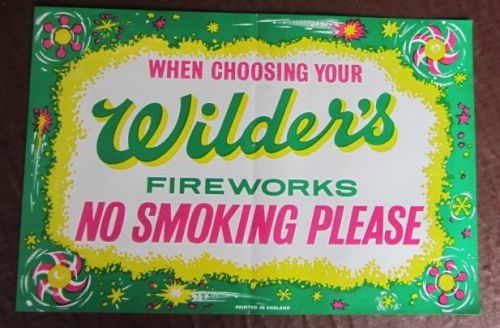 WHEN CHOOSING YOUR
Wilder's
FIREWORKS
NO SMOKING PLEASE
PRINTED IN ENGLAND